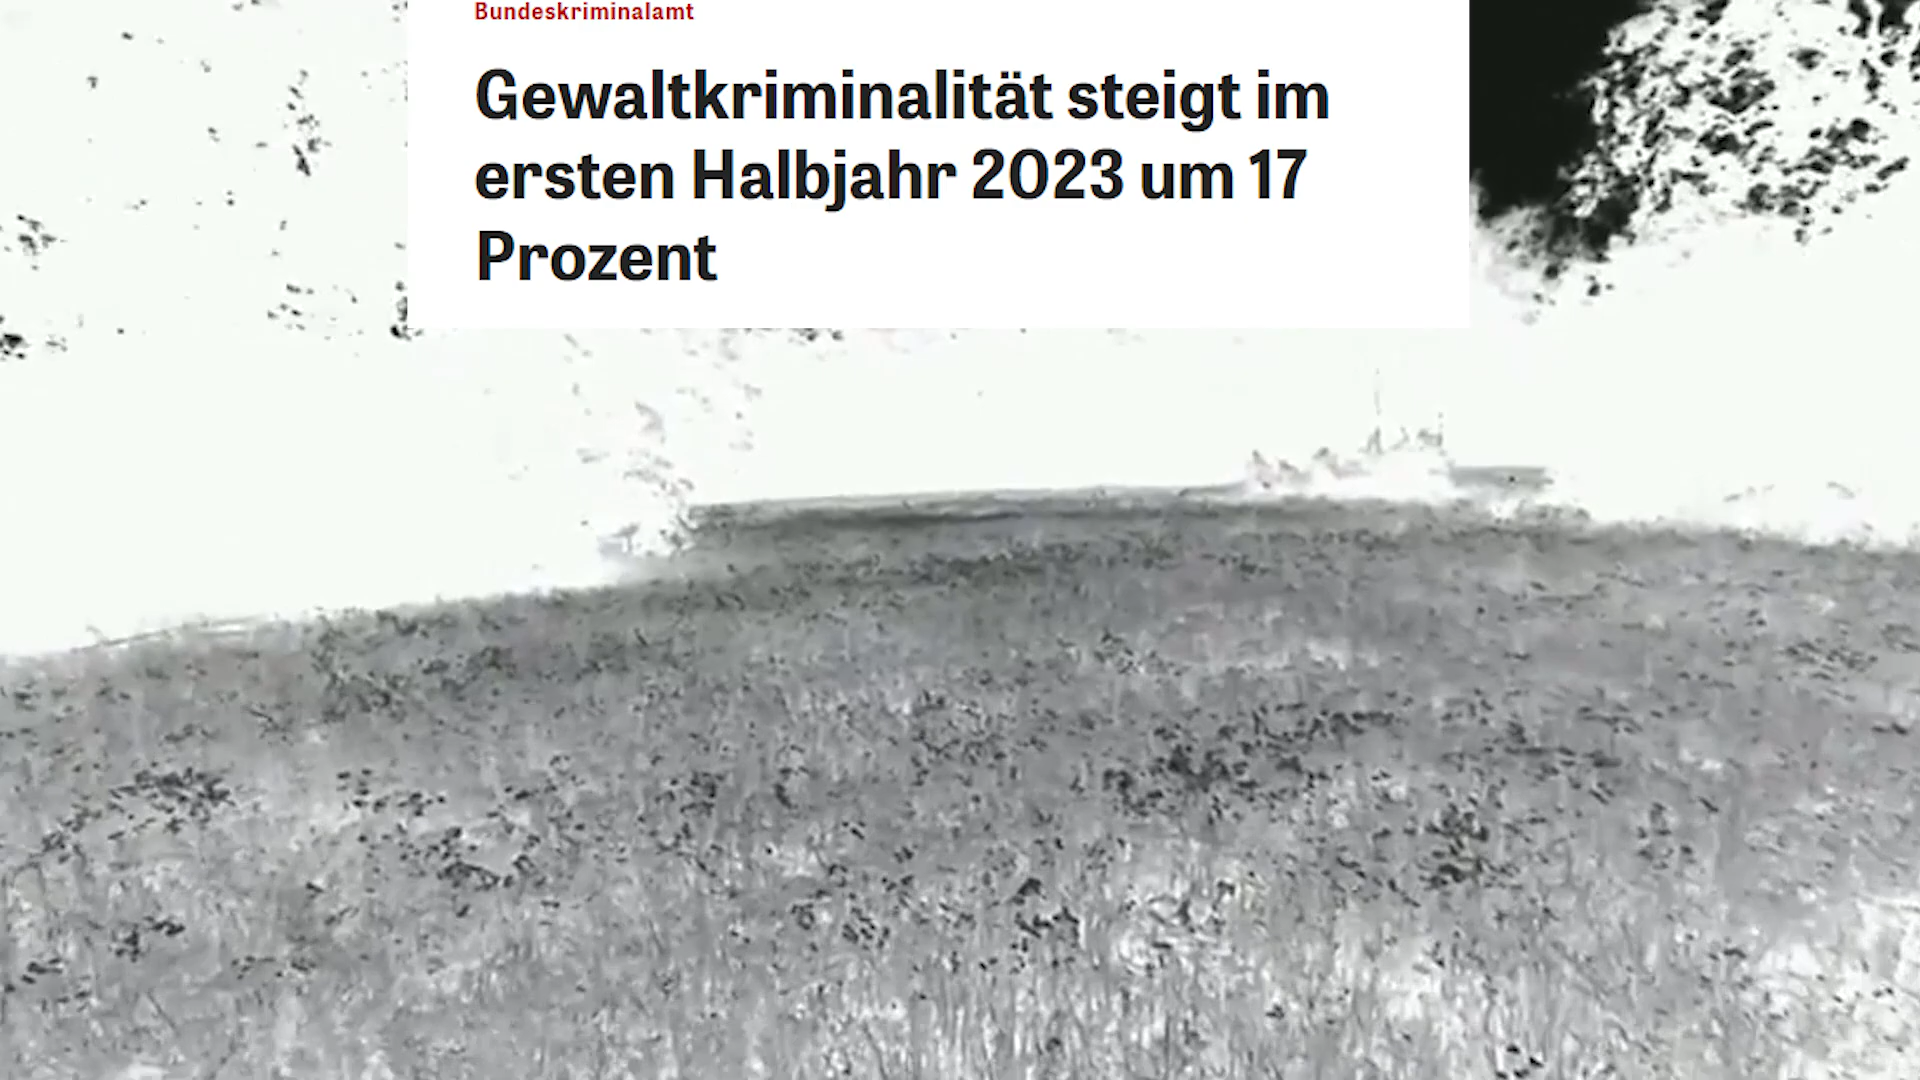 Bundeskriminalamt
Gewaltkriminalität steigt im
ersten Halbjahr 2023 um 17
Prozent